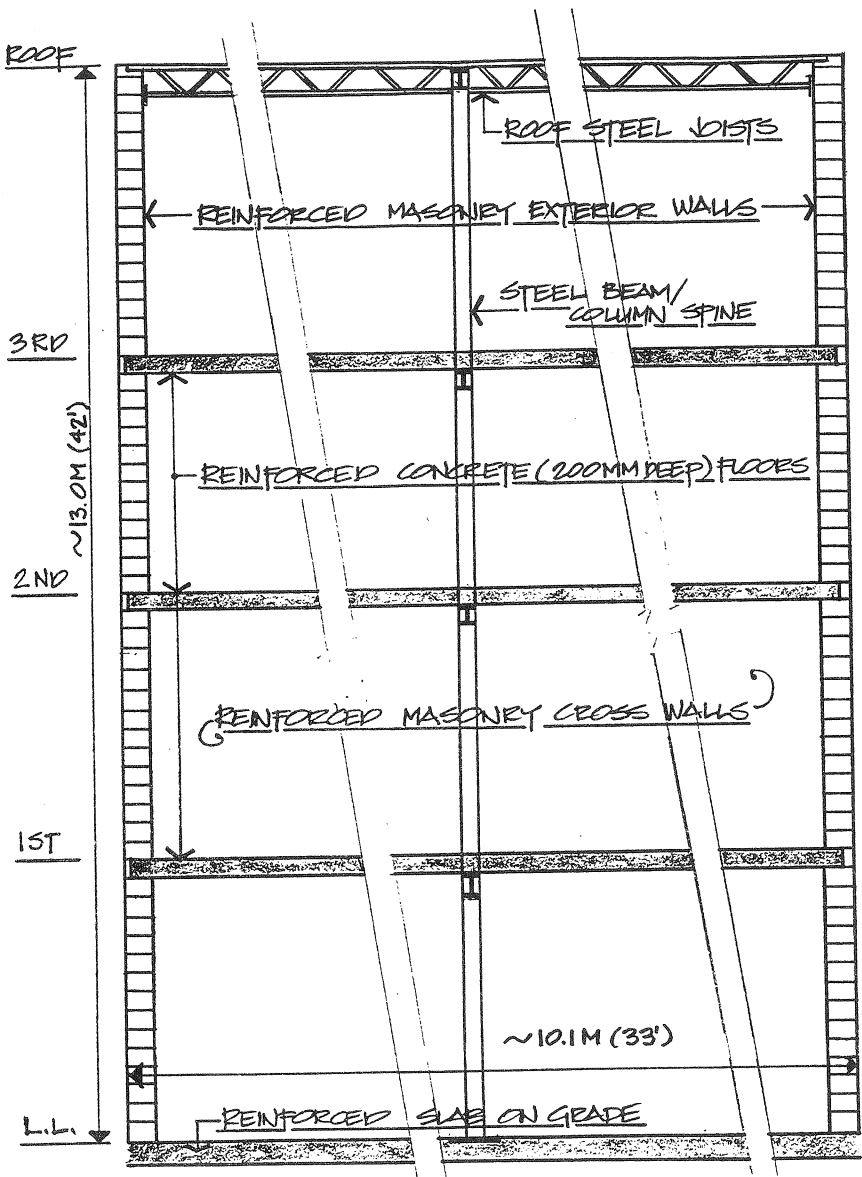 ROOF
ROOF STEEL JOISTS
REINFORCED MASONRY EXTERIOR WALLS
STEEL BEAM/
COLUMN SPINE
3RD
~13.0M (42')
REINFORCED CONCRETE (200MM DEEP) FLOORS
2ND
REINFORCED MASONRY CROSS WALLS
1ST
~10.1M (33')
REINFORCED SLAB ON GRADE
L.L.